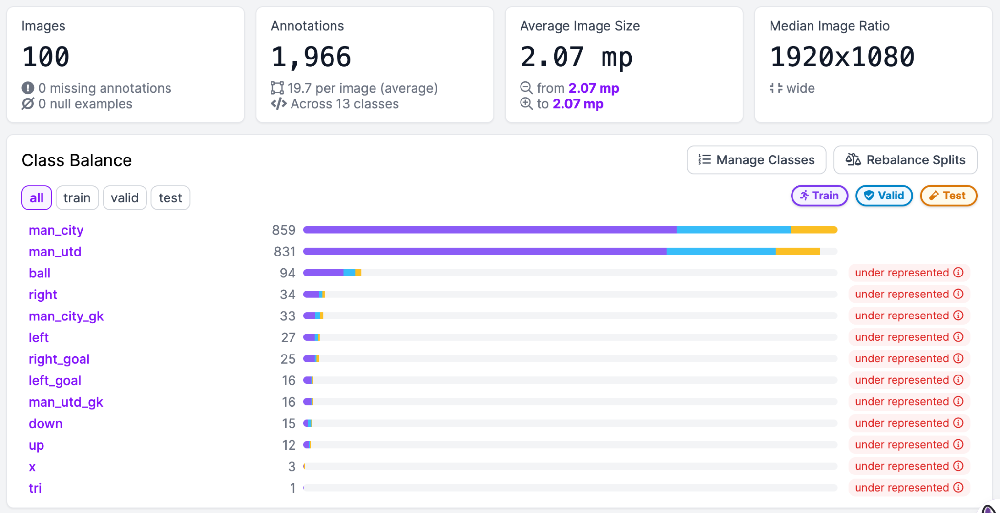 Images
100
0 missing annotations
0 null examples
Annotations
1,966
19.7 per image (average)
Across 13 classes
Average Image Size
2.07 mp
from 2.07 mp
to 2.07 mp
Median Image Ratio
1920x1080
wide
Class Balance
Manage Classes
Rebalance Splits
all train valid test
Train Valid Test
man_city 859
man_utd 831
ball 94 under represented
right 34 under represented
man_city_gk 33 under represented
left 27 under represented
right_goal 25 under represented
left_goal 16 under represented
man_utd_gk 16 under represented
down 15 under represented
up 12 under represented
x 3 under represented
tri 1 under represented